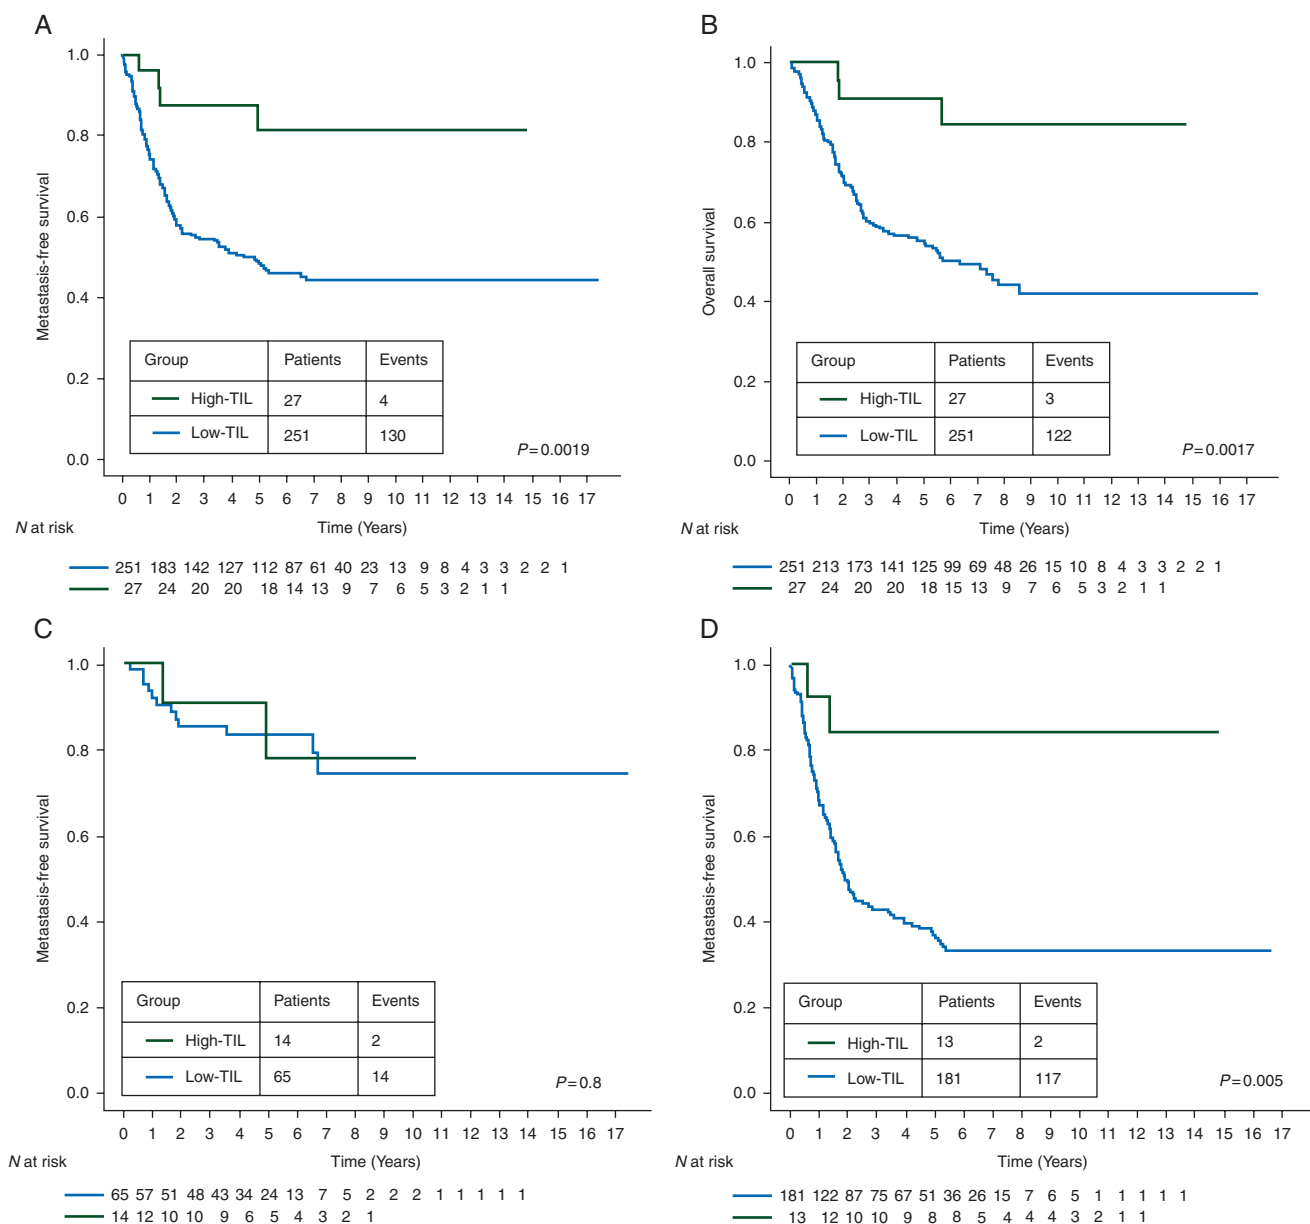 A
Metastasis-free survival
1.0
0.8
0.6
0.4
0.2
0.0
Group Patients Events
High-TIL 27 4
Low-TIL 251 130
P=0.0019
0 1 2 3 4 5 6 7 8 9 10 11 12 13 14 15 16 17
N at risk Time (Years)
251 183 142 127 112 87 61 40 23 13 9 8 4 3 3 2 2 1
27 24 20 20 18 14 13 9 7 6 5 3 2 1 1
B
Overall survival
1.0
0.8
0.6
0.4
0.2
0.0
Group Patients Events
High-TIL 27 3
Low-TIL 251 122
P=0.0017
0 1 2 3 4 5 6 7 8 9 10 11 12 13 14 15 16 17
N at risk Time (Years)
251 213 173 141 125 99 69 48 26 15 10 8 4 3 3 2 2 1
27 24 20 20 18 15 13 9 7 6 5 3 2 1 1
C
Metastasis-free survival
1.0
0.8
0.6
0.4
0.2
0.0
Group Patients Events
High-TIL 14 2
Low-TIL 65 14
P=0.8
0 1 2 3 4 5 6 7 8 9 10 11 12 13 14 15 16 17
N at risk Time (Years)
65 57 51 48 43 34 24 13 7 5 2 2 2 1 1 1 1 1
14 12 10 10 9 6 5 4 3 2 1
D
Metastasis-free survival
1.0
0.8
0.6
0.4
0.2
0.0
Group Patients Events
High-TIL 13 2
Low-TIL 181 117
P=0.005
0 1 2 3 4 5 6 7 8 9 10 11 12 13 14 15 16 17
N at risk Time (Years)
181 122 87 75 67 51 36 26 15 7 6 5 1 1 1 1 1
13 12 10 10 9 8 8 5 4 4 4 3 2 1 1